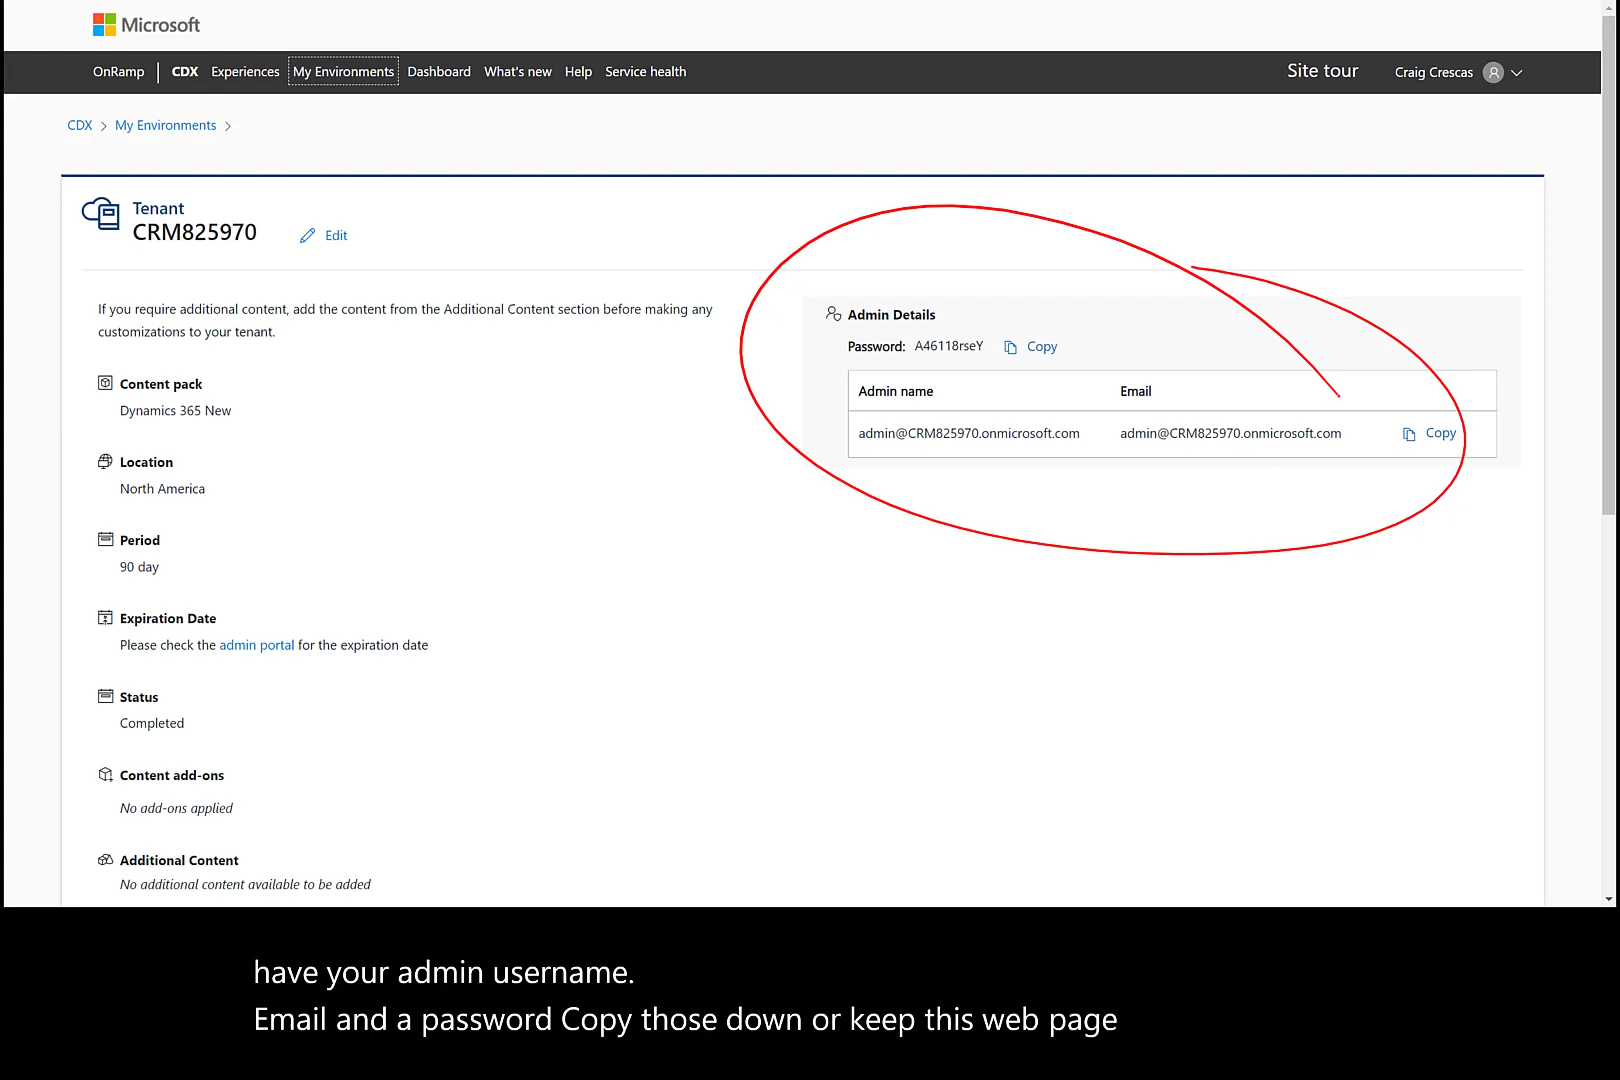 Microsoft
OnRamp CDX Experiences My Environments Dashboard What's new Help Service health Site tour Craig Crescas
CDX My Environments
Tenant
CRM825970
Edit
If you require additional content, add the content from the Additional Content section before making any
customizations to your tenant.
Content pack
Dynamics 365 New
Location
North America
Period
90 day
Expiration Date
Please check the admin portal for the expiration date
Status
Completed
Content add-ons
No add-ons applied
Additional Content
No additional content available to be added
Admin Details
Password: A46118rseY Copy
Admin name Email
admin@CRM825970.onmicrosoft.com admin@CRM825970.onmicrosoft.com Copy
have your admin username.
Email and a password Copy those down or keep this web page